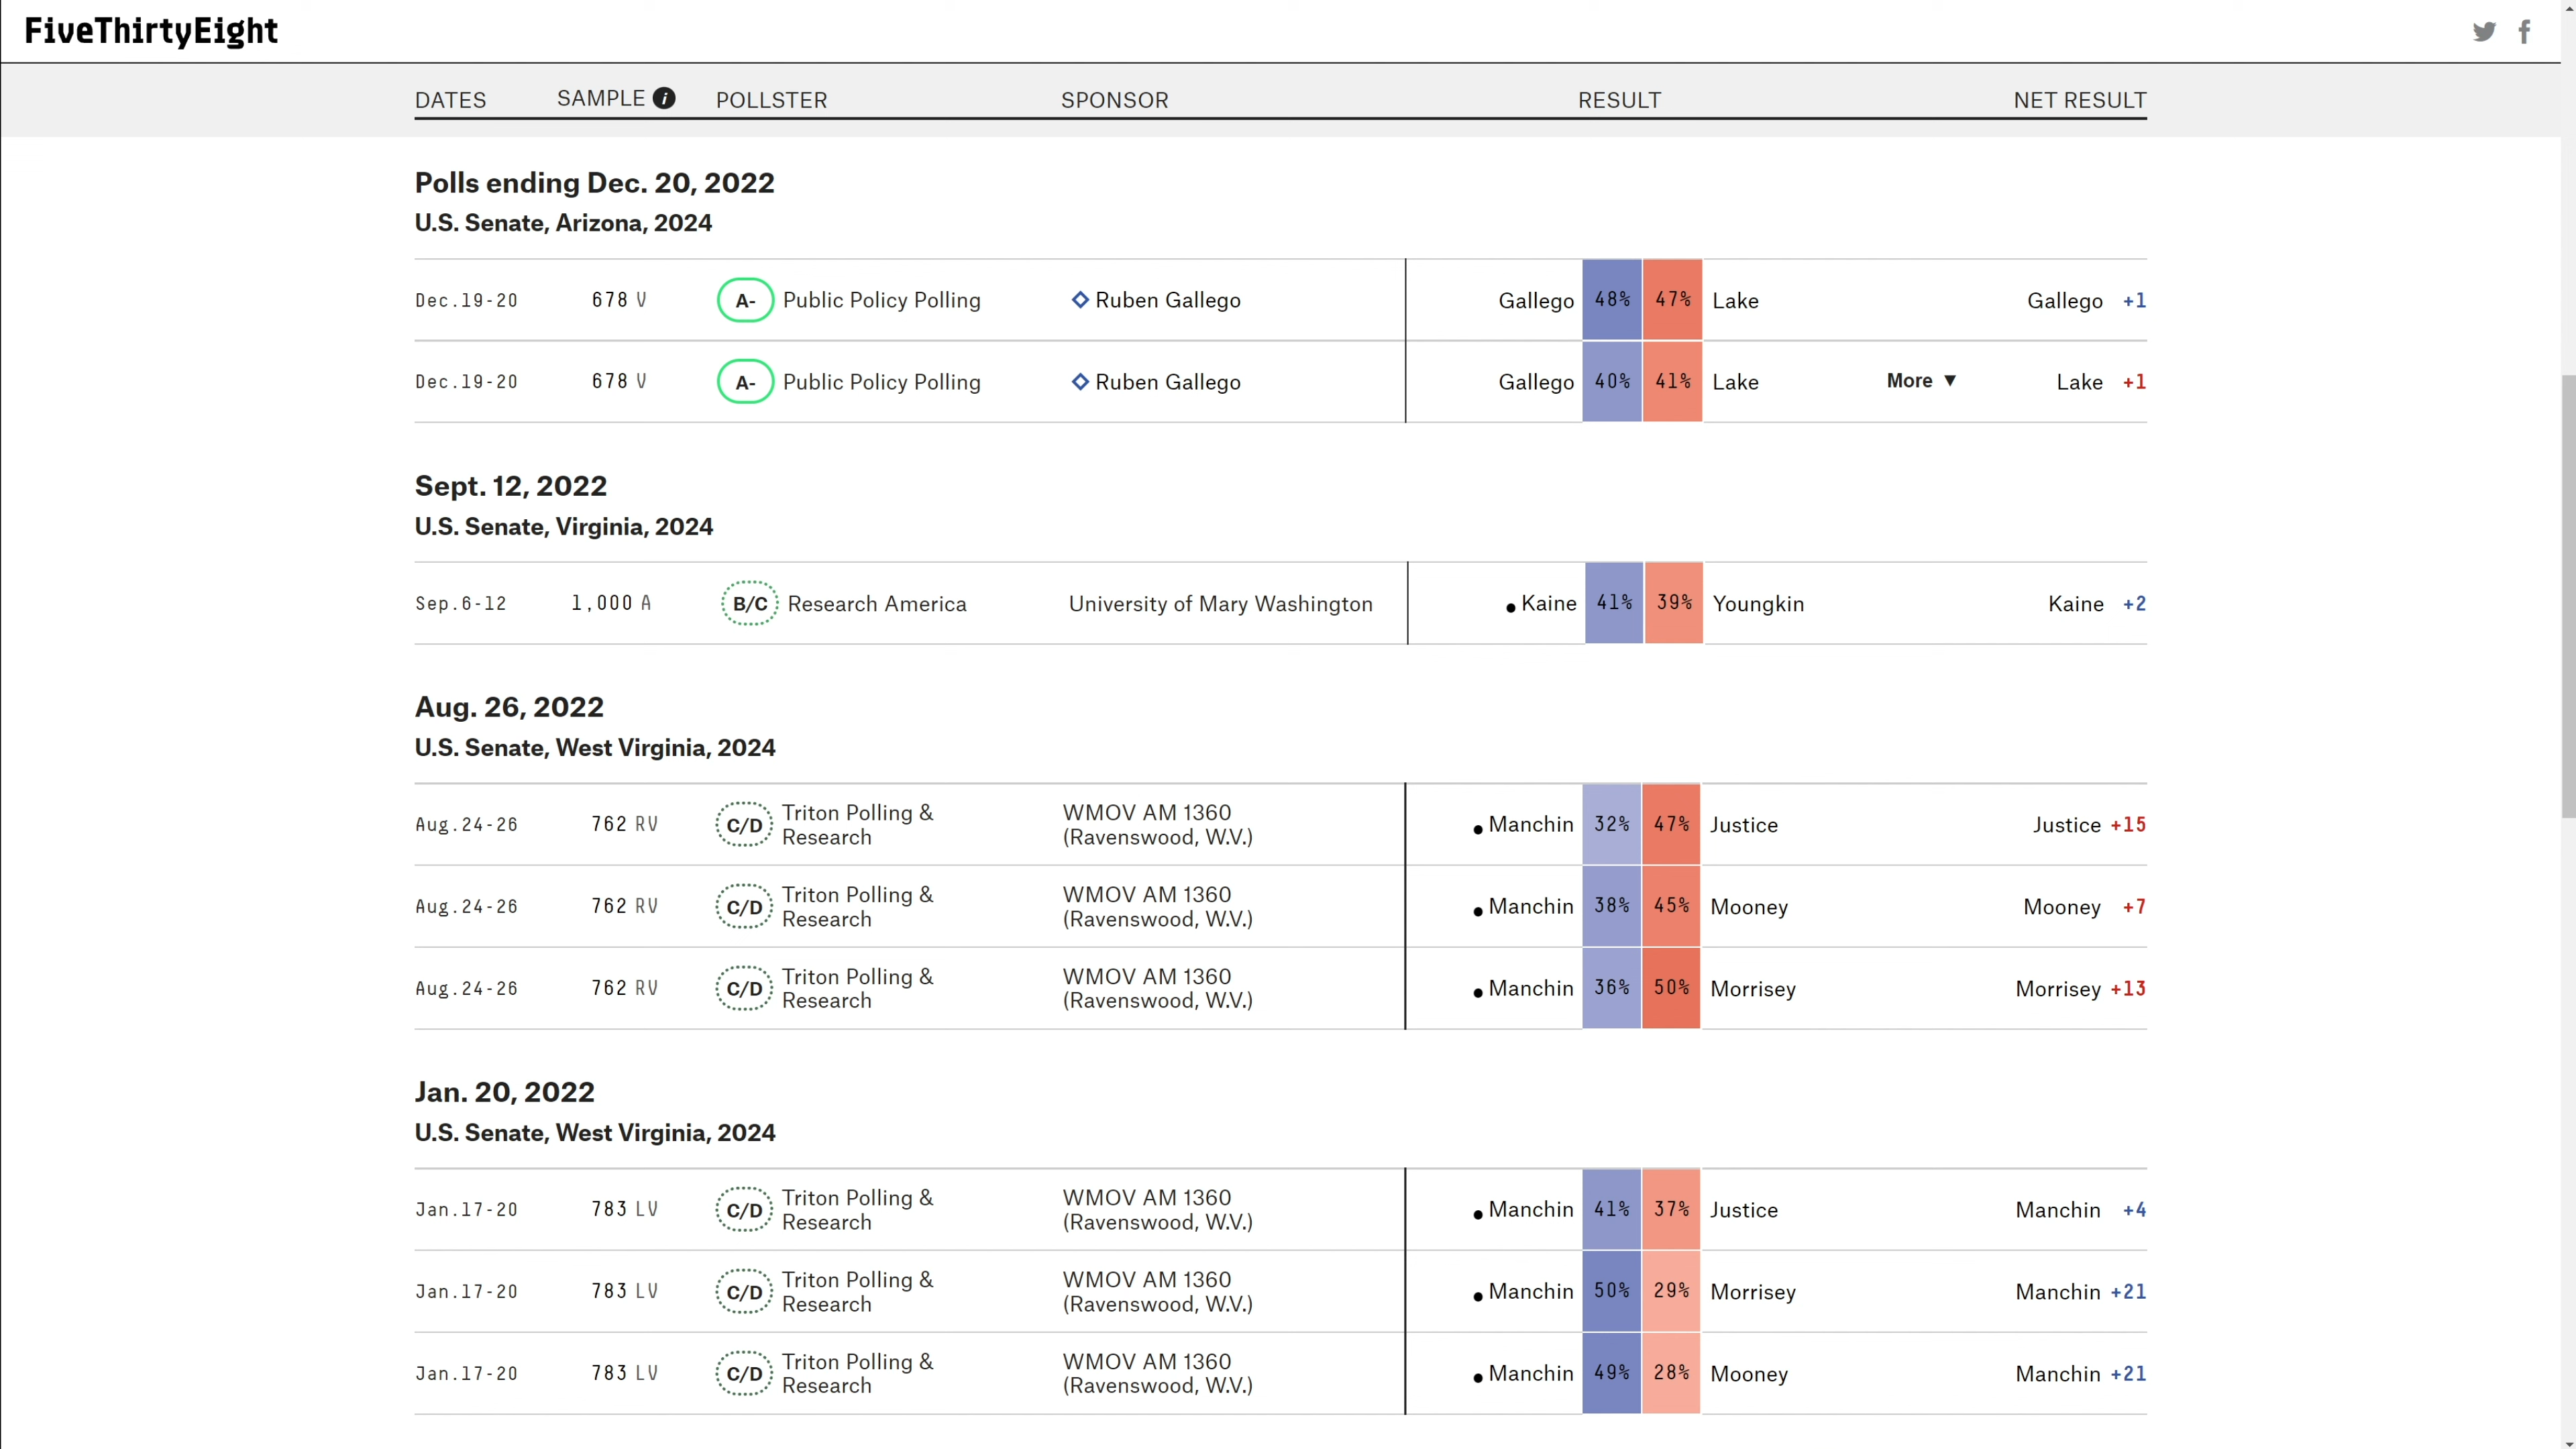 FiveThirtyEight
DATES SAMPLE i POLLSTER SPONSOR RESULT NET RESULT
Polls ending Dec. 20, 2022
U.S. Senate, Arizona, 2024
Dec.19-20 678 V A- Public Policy Polling Ruben Gallego Gallego 48% 47% Lake Gallego +1
Dec.19-20 678 V A- Public Policy Polling Ruben Gallego Gallego 40% 41% Lake More ▼ Lake +1
Sept. 12, 2022
U.S. Senate, Virginia, 2024
Sep.6-12 1,000 A B/C Research America University of Mary Washington • Kaine 41% 39% Youngkin Kaine +2
Aug. 26, 2022
U.S. Senate, West Virginia, 2024
Aug.24-26 762 RV C/D Triton Polling & Research WMOV AM 1360 (Ravenswood, W.V.) • Manchin 32% 47% Justice Justice +15
Aug.24-26 762 RV C/D Triton Polling & Research WMOV AM 1360 (Ravenswood, W.V.) • Manchin 38% 45% Mooney Mooney +7
Aug.24-26 762 RV C/D Triton Polling & Research WMOV AM 1360 (Ravenswood, W.V.) • Manchin 36% 50% Morrisey Morrisey +13
Jan. 20, 2022
U.S. Senate, West Virginia, 2024
Jan.17-20 783 LV C/D Triton Polling & Research WMOV AM 1360 (Ravenswood, W.V.) • Manchin 41% 37% Justice Manchin +4
Jan.17-20 783 LV C/D Triton Polling & Research WMOV AM 1360 (Ravenswood, W.V.) • Manchin 50% 29% Morrisey Manchin +21
Jan.17-20 783 LV C/D Triton Polling & Research WMOV AM 1360 (Ravenswood, W.V.) • Manchin 49% 28% Mooney Manchin +21